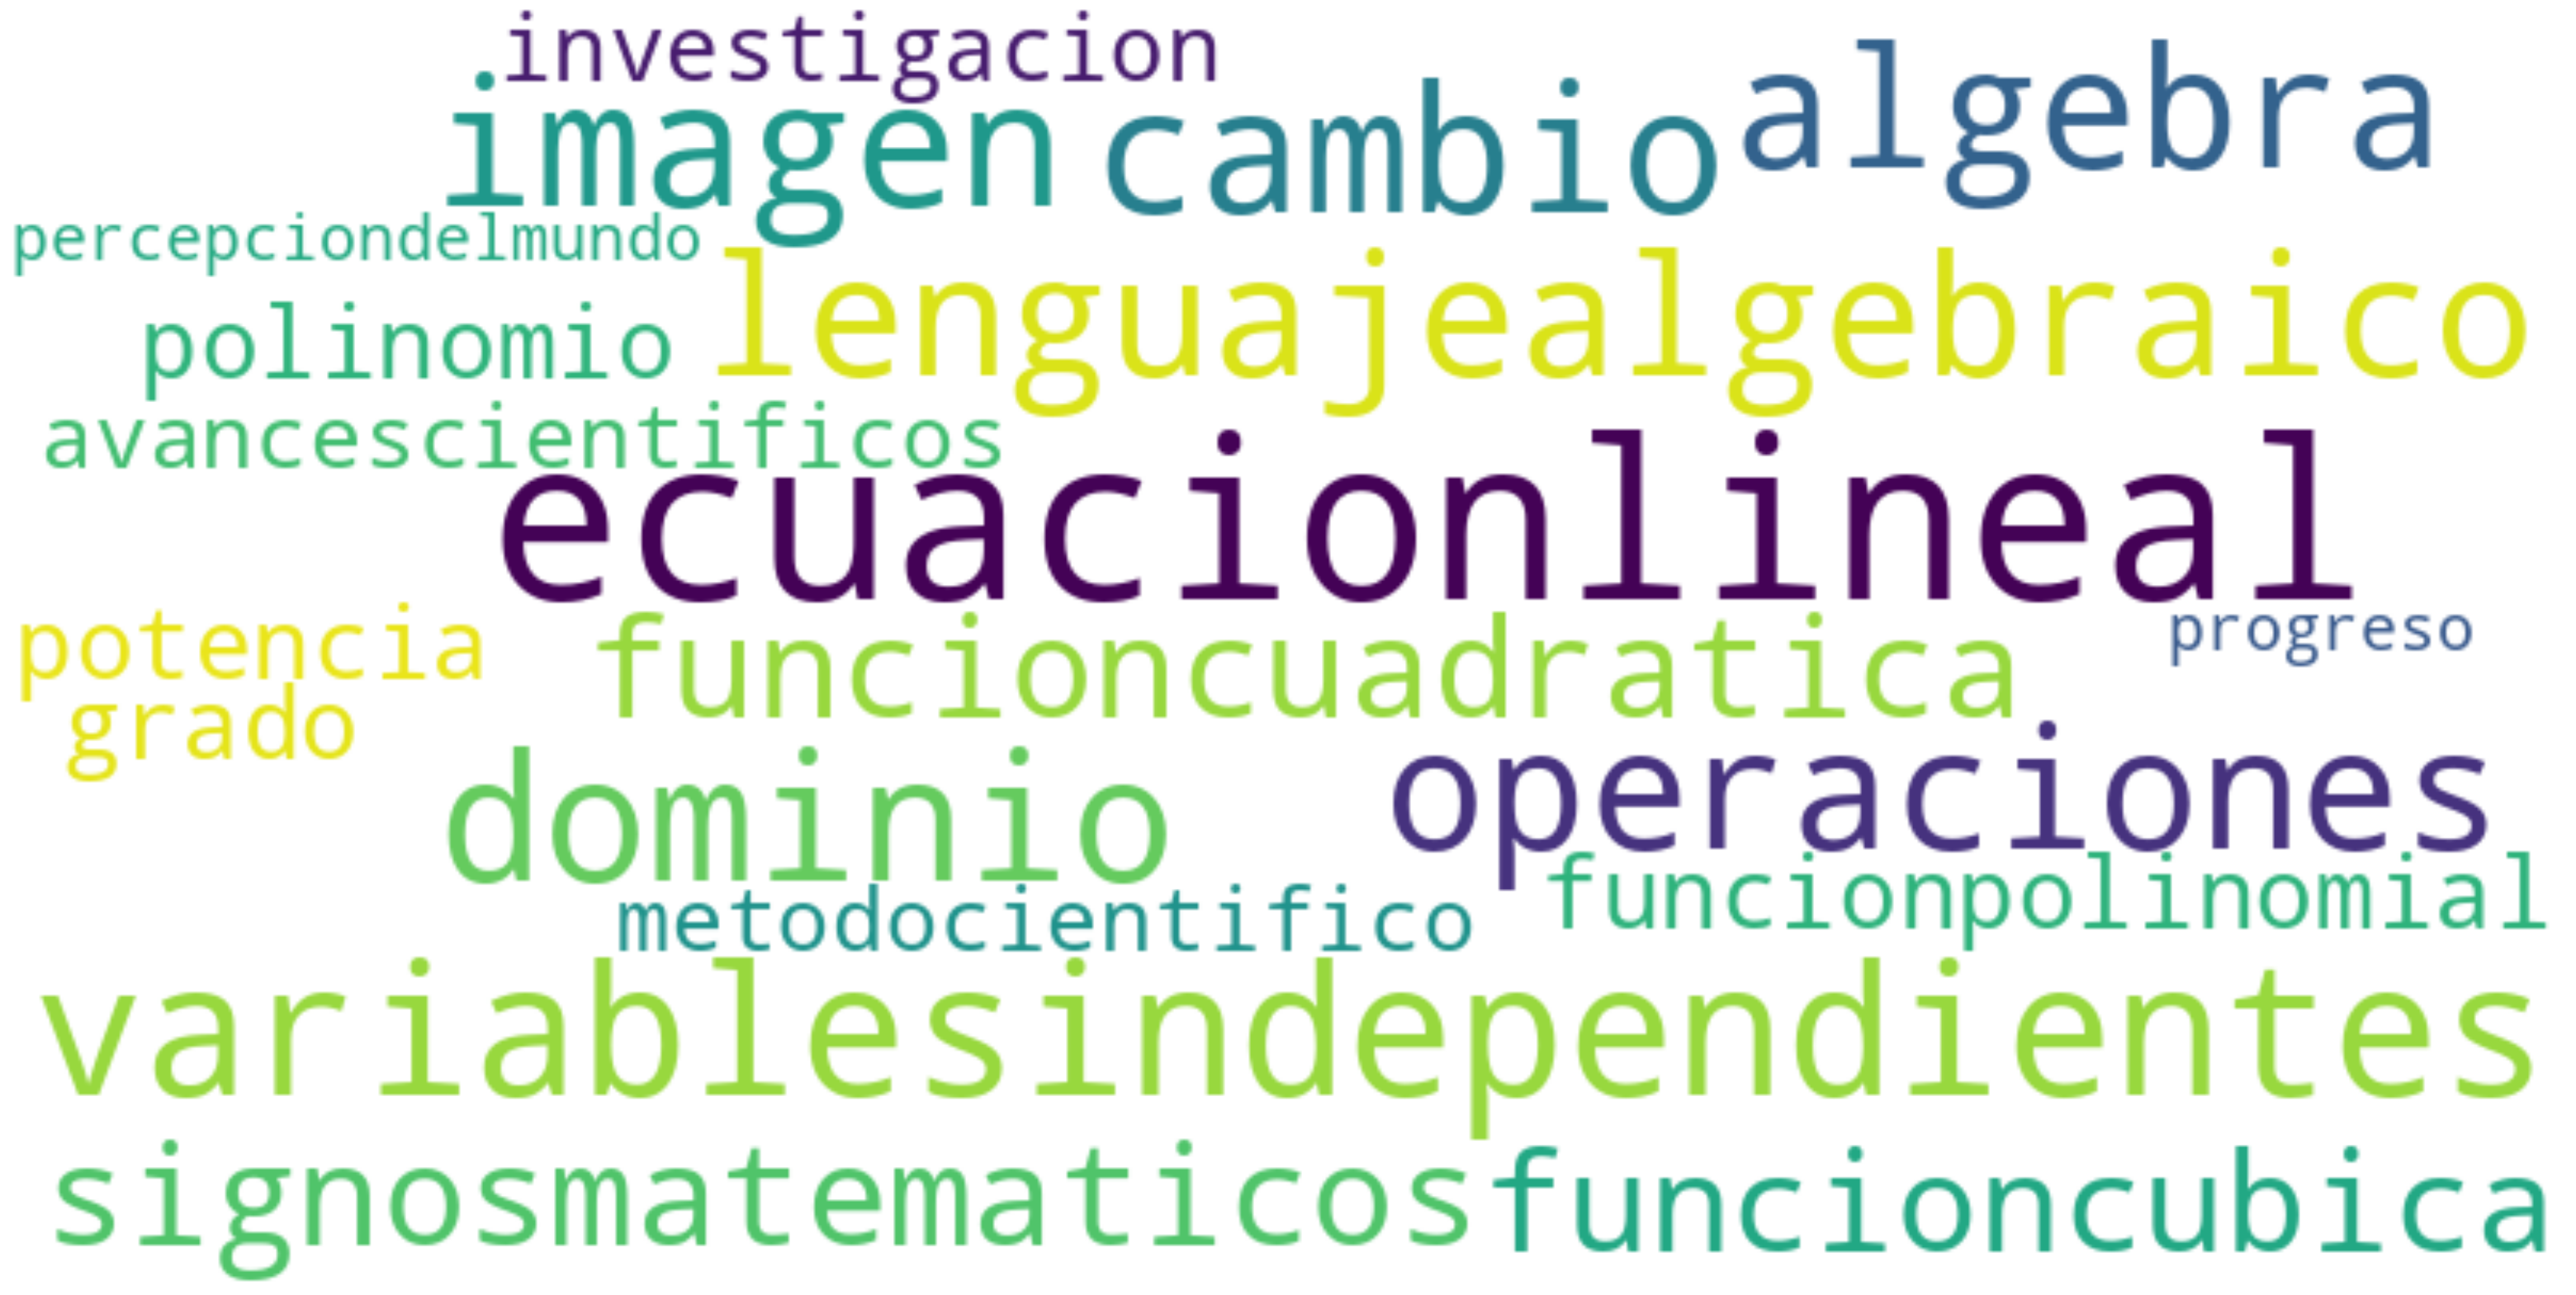 investigacion
imagen cambio algebra
percepciondelmundo
lenguajealgebraico
polinomio
avancescientificos
ecuacionlineal
potencia funcioncuadratica progreso
grado
dominio operaciones
metodocientifico funcionpolinomial
variablesindependientes
signosmatematicos funcioncubica